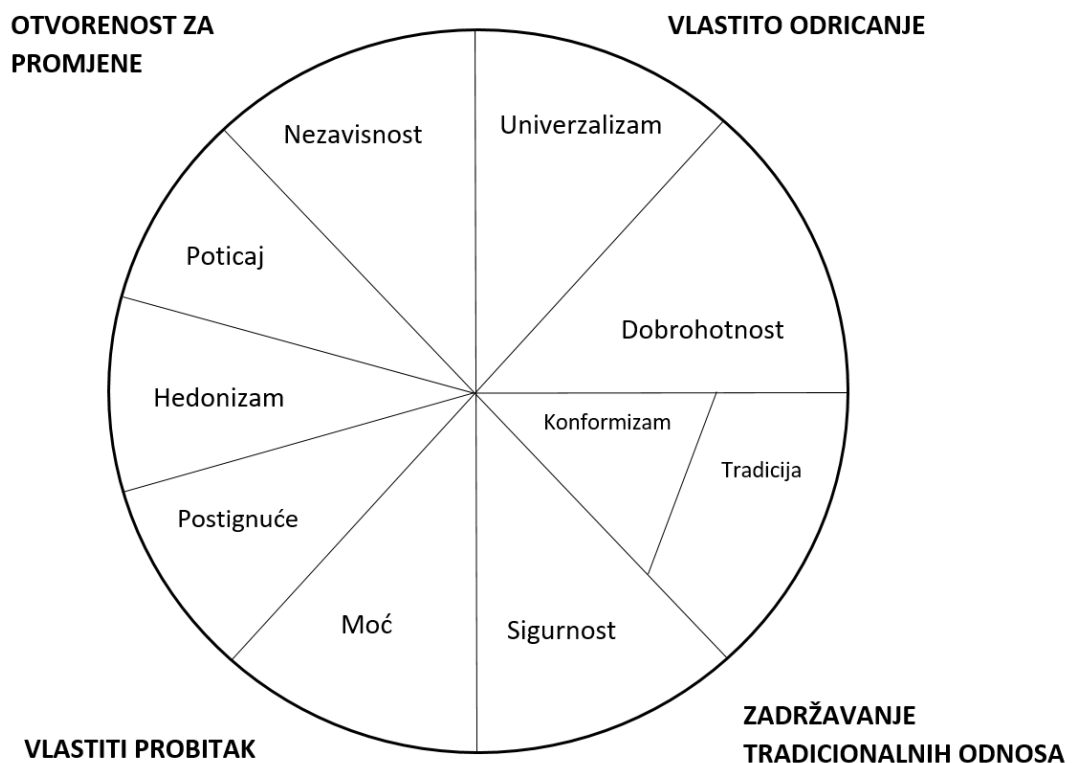 OTVORENOST ZA
PROMJENE
VLASTITO ODRICANJE
Nezavisnost
Univerzalizam
Poticaj
Dobrohotnost
Hedonizam
Konformizam
Tradicija
Postignuće
Moć
Sigurnost
VLASTITI PROBITAK
ZADRŽAVANJE
TRADICIONALNIH ODNOSA